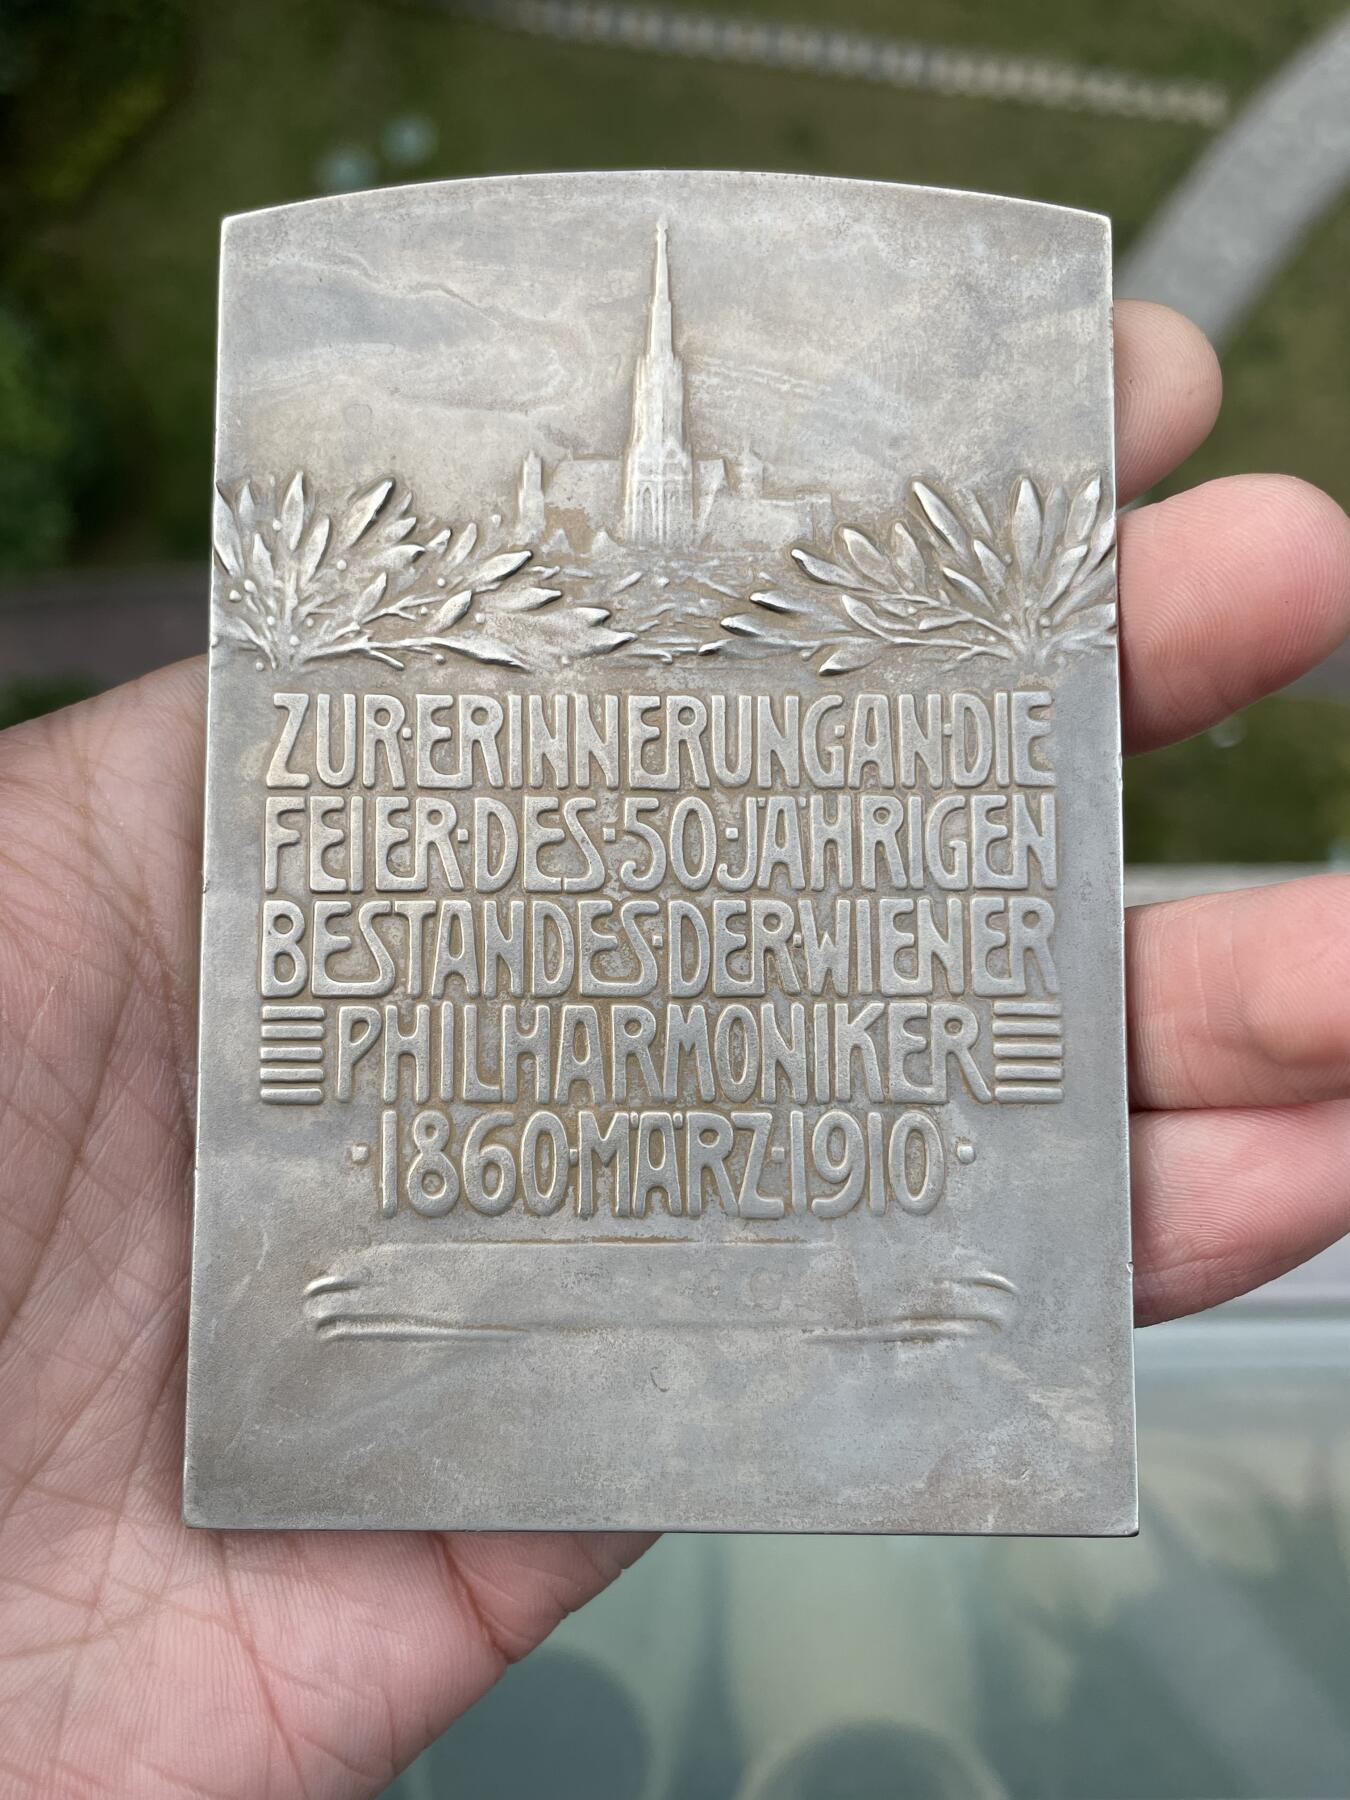 ZUR·ERINNERUNG·AN·DIE
FEIER·DES·50·JÄHRIGEN
BESTANDES·DER·WIENER
PHILHARMONIKER
·1860·MÄRZ·1910·